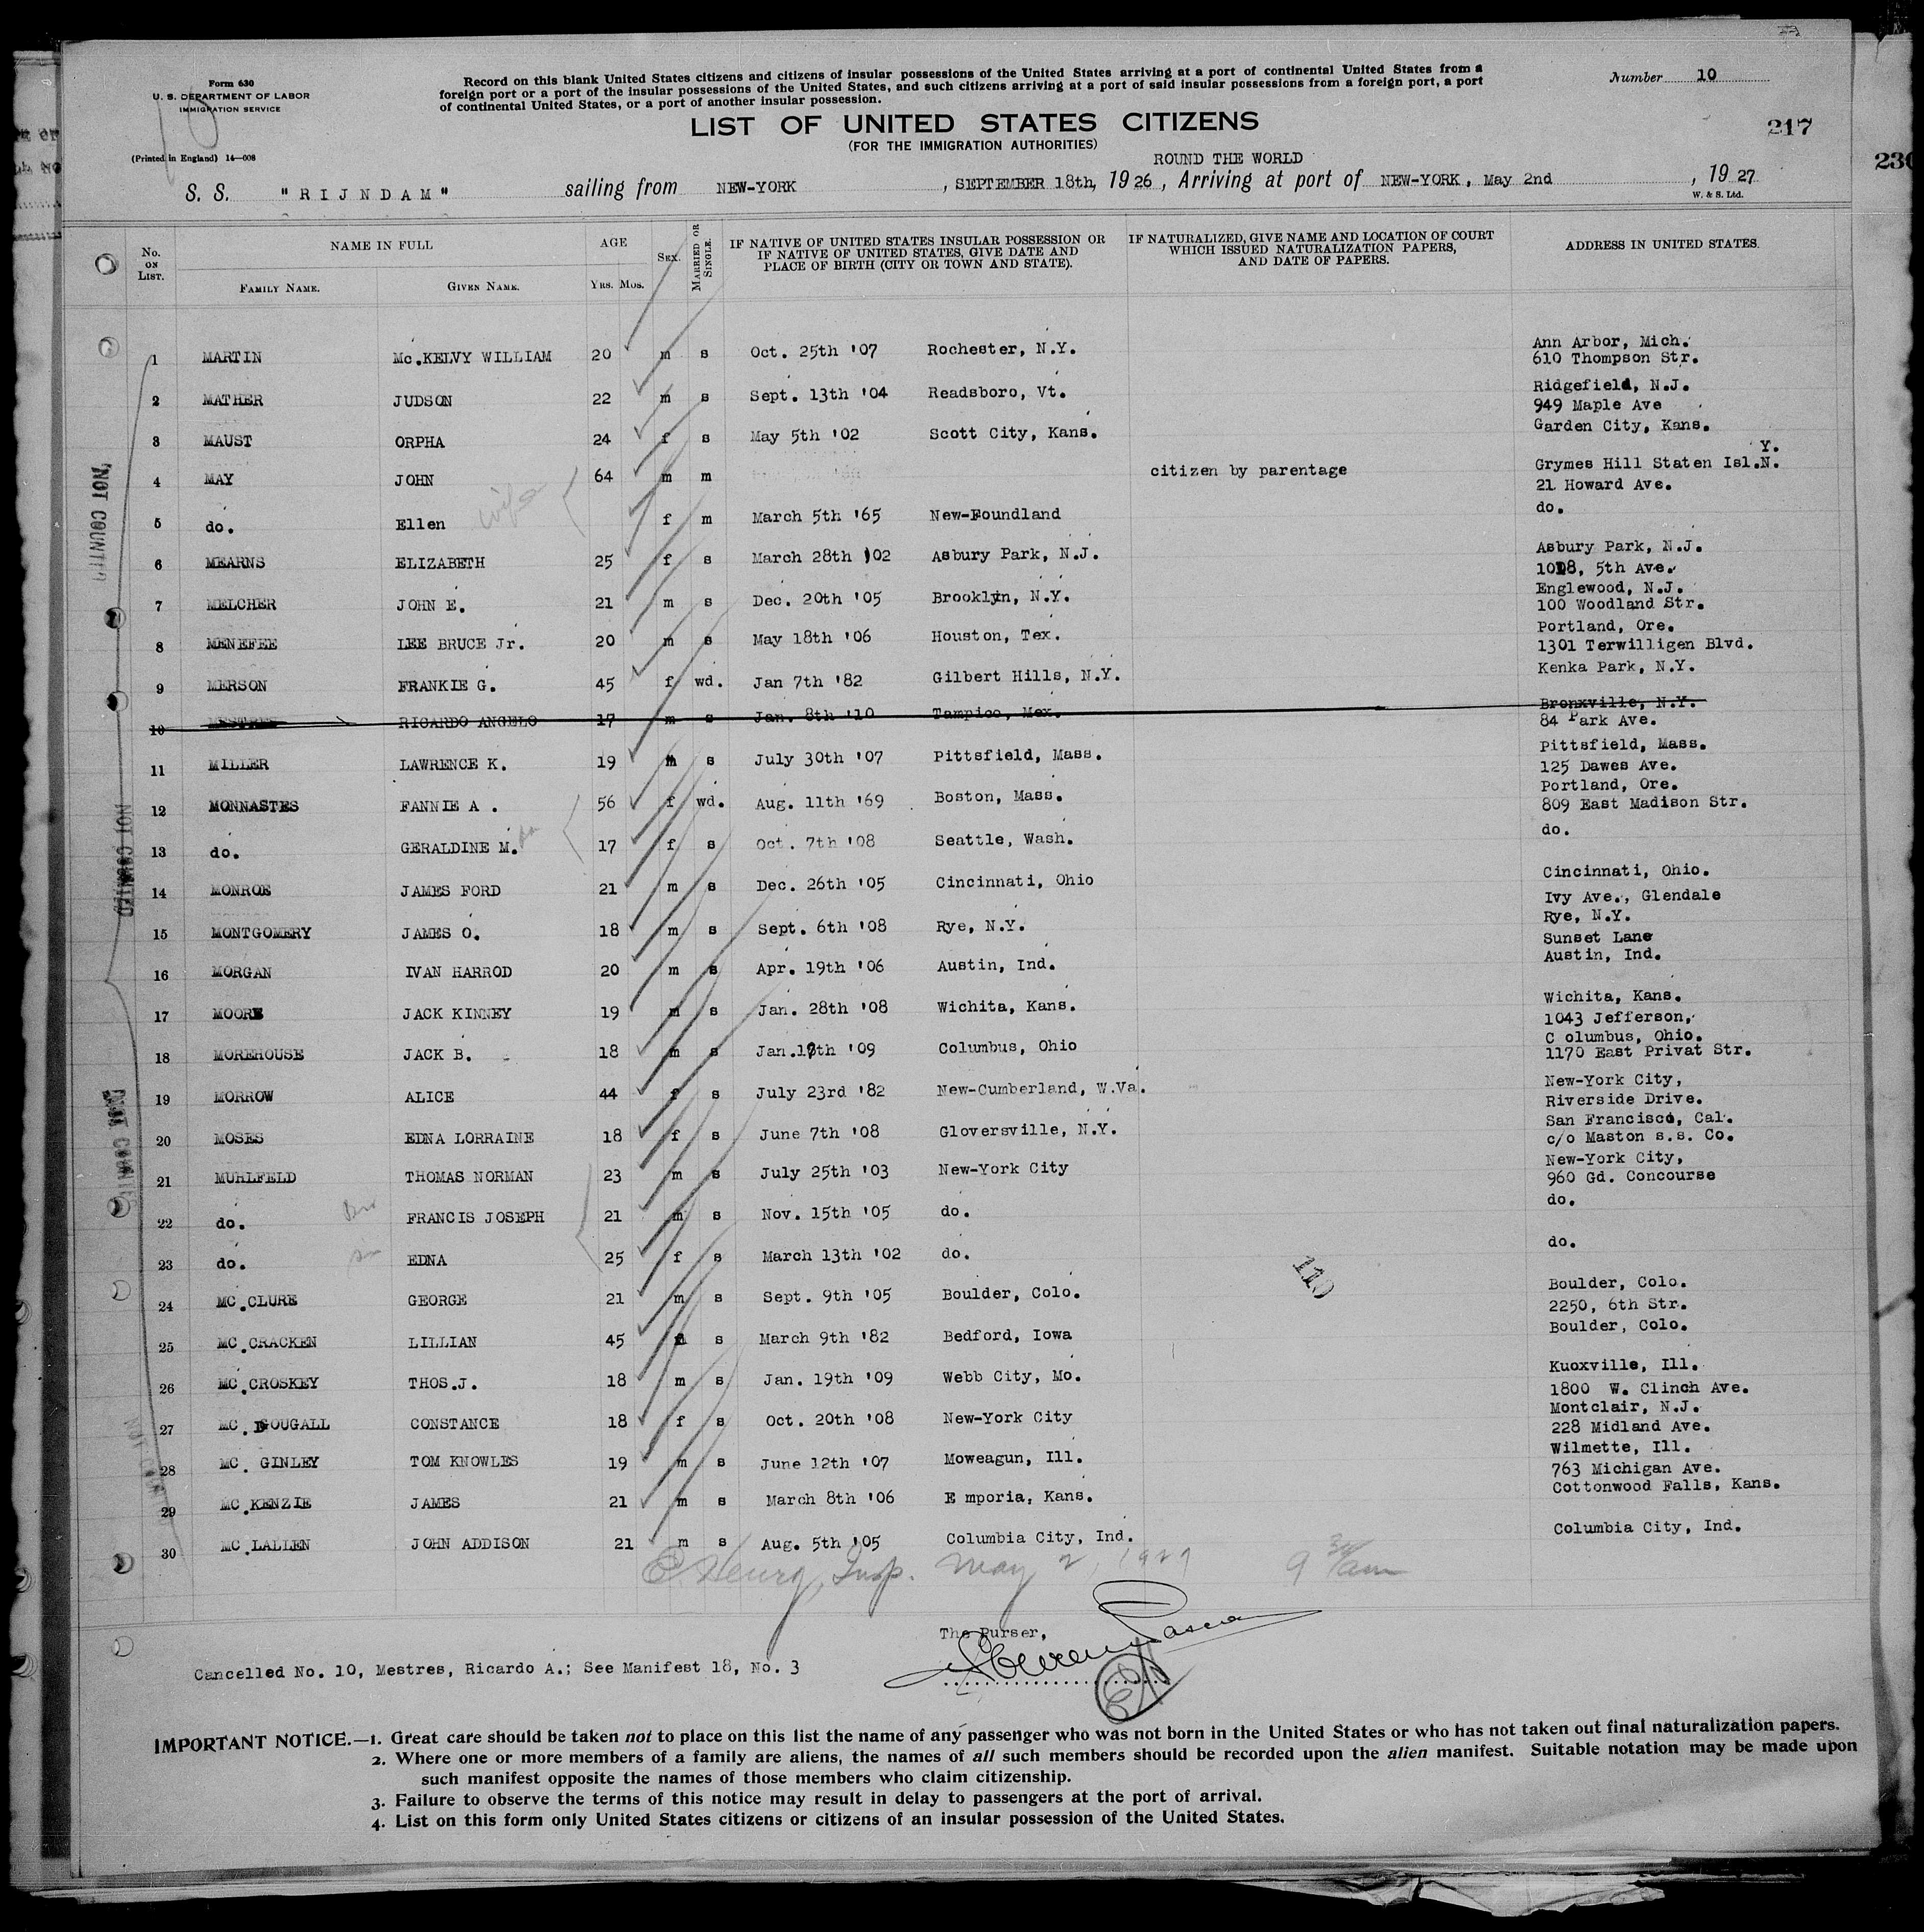 Form 630
U. S. DEPARTMENT OF LABOR
IMMIGRATION SERVICE
(Printed in England) 14—008
Record on this blank United States citizens and citizens of insular possessions of the United States arriving at a port of continental United States from a
foreign port or a port of the insular possessions of the United States, and such citizens arriving at a port of said insular possessions from a foreign port, a port
of continental United States, or a port of another insular possession.
Number 10
LIST OF UNITED STATES CITIZENS
(FOR THE IMMIGRATION AUTHORITIES)
217
230
ROUND THE WORLD
S. S. "RIJNDAM" sailing from NEW-YORK, SEPTEMBER 18th, 1926, Arriving at port of NEW-YORK, May 2nd, 1927
W. & S. Ltd.
No. ON LIST. NAME IN FULL FAMILY NAME. GIVEN NAME. AGE YRS. MOS. SEX. MARRIED OR SINGLE. IF NATIVE OF UNITED STATES INSULAR POSSESSION OR IF NATIVE OF UNITED STATES, GIVE DATE AND PLACE OF BIRTH (CITY OR TOWN AND STATE). IF NATURALIZED, GIVE NAME AND LOCATION OF COURT WHICH ISSUED NATURALIZATION PAPERS, AND DATE OF PAPERS. ADDRESS IN UNITED STATES.
1 MARTIN Mc.KELVY WILLIAM 20 m s Oct. 25th '07 Rochester, N.Y. Ann Arbor, Mich.
610 Thompson Str.
2 MATHER JUDSON 22 m s Sept. 13th '04 Readsboro, Vt. Ridgefield, N.J.
949 Maple Ave
3 MAUST ORPHA 24 f s May 5th '02 Scott City, Kans. Garden City, Kans.
4 MAY JOHN 64 m m citizen by parentage Grymes Hill Staten Isl.N.Y.
21 Howard Ave.
5 do. Ellen wife f m March 5th '65 New-Foundland do.
6 MEARNS ELIZABETH 25 f s March 28th '02 Asbury Park, N.J. Asbury Park, N.J.
1018, 5th Ave.
7 MELCHER JOHN E. 21 m s Dec. 20th '05 Brooklyn, N.Y. Englewood, N.J.
100 Woodland Str.
8 MENEFEE LEE BRUCE Jr. 20 m s May 18th '06 Houston, Tex. Portland, Ore.
1301 Terwilligen Blvd.
9 MERSON FRANKIE G. 45 f wd. Jan 7th '82 Gilbert Hills, N.Y. Kenka Park, N.Y.
10 MESTRES RICARDO ANGELO 17 m s Jan. 8th '10 Tampico, Mex. Bronxville, N.Y.
84 Park Ave.
11 MILLER LAWRENCE K. 19 m s July 30th '07 Pittsfield, Mass. Pittsfield, Mass.
125 Dawes Ave.
12 MONNASTES FANNIE A . 56 f wd. Aug. 11th '69 Boston, Mass. Portland, Ore.
809 East Madison Str.
13 do. GERALDINE M. 17 f s Oct. 7th '08 Seattle, Wash. do.
14 MONROE JAMES FORD 21 m s Dec. 26th '05 Cincinnati, Ohio Cincinnati, Ohio.
Ivy Ave., Glendale
15 MONTGOMERY JAMES O. 18 m s Sept. 6th '08 Rye, N.Y. Rye, N.Y.
Sunset Lane
16 MORGAN IVAN HARROD 20 m s Apr. 19th '06 Austin, Ind. Austin, Ind.
17 MOORE JACK KINNEY 19 m s Jan. 28th '08 Wichita, Kans. Wichita, Kans.
1043 Jefferson,
18 MOREHOUSE JACK B. 18 m s Jan. '09 Columbus, Ohio C olumbus, Ohio.
1170 East Privat Str.
19 MORROW ALICE 44 f s July 23rd '82 New-Cumberland, W.Va. New-York City,
Riverside Drive.
20 MOSES EDNA LORRAINE 18 f s June 7th '08 Gloversville, N.Y. San Francisco, Cal.
c/o Maston s.s. Co.
21 MUHLFELD THOMAS NORMAN 23 m s July 25th '03 New-York City New-York City,
960 Gd. Concourse
22 do. Bro FRANCIS JOSEPH 21 m s Nov. 15th '05 do. do.
23 do. EDNA 25 f s March 13th '02 do. do.
24 MC.CLURE GEORGE 21 m s Sept. 9th '05 Boulder, Colo. Boulder, Colo.
2250, 6th Str.
25 MC.CRACKEN LILLIAN 45 f s March 9th '82 Bedford, Iowa Boulder, Colo.
26 MC.CROSKEY THOS.J. 18 m s Jan. 19th '09 Webb City, Mo. Kuoxville, Ill.
1800 W. Clinch Ave.
27 MC.DOUGALL CONSTANCE 18 f s Oct. 20th '08 New-York City Montclair, N.J.
228 Midland Ave.
28 MC. GINLEY TOM KNOWLES 19 m s June 12th '07 Moweagun, Ill. Wilmette, Ill.
763 Michigan Ave.
29 MC.KENZIE JAMES 21 m s March 8th '06 E mporia, Kans. Cottonwood Falls, Kans.
30 MC.LALLEN JOHN ADDISON 21 m s Aug. 5th '05 Columbia City, Ind. Columbia City, Ind.
NOT COUNTED
NOT COUNTED
NOT COUNTED
110
E. Henry, Insp. May 2, 1927 9 30 am
The Purser,
Cancelled No. 10, Mestres, Ricardo A.; See Manifest 18, No. 3
IMPORTANT NOTICE.—1. Great care should be taken not to place on this list the name of any passenger who was not born in the United States or who has not taken out final naturalization papers.
2. Where one or more members of a family are aliens, the names of all such members should be recorded upon the alien manifest. Suitable notation may be made upon
such manifest opposite the names of those members who claim citizenship.
3. Failure to observe the terms of this notice may result in delay to passengers at the port of arrival.
4. List on this form only United States citizens or citizens of an insular possession of the United States.